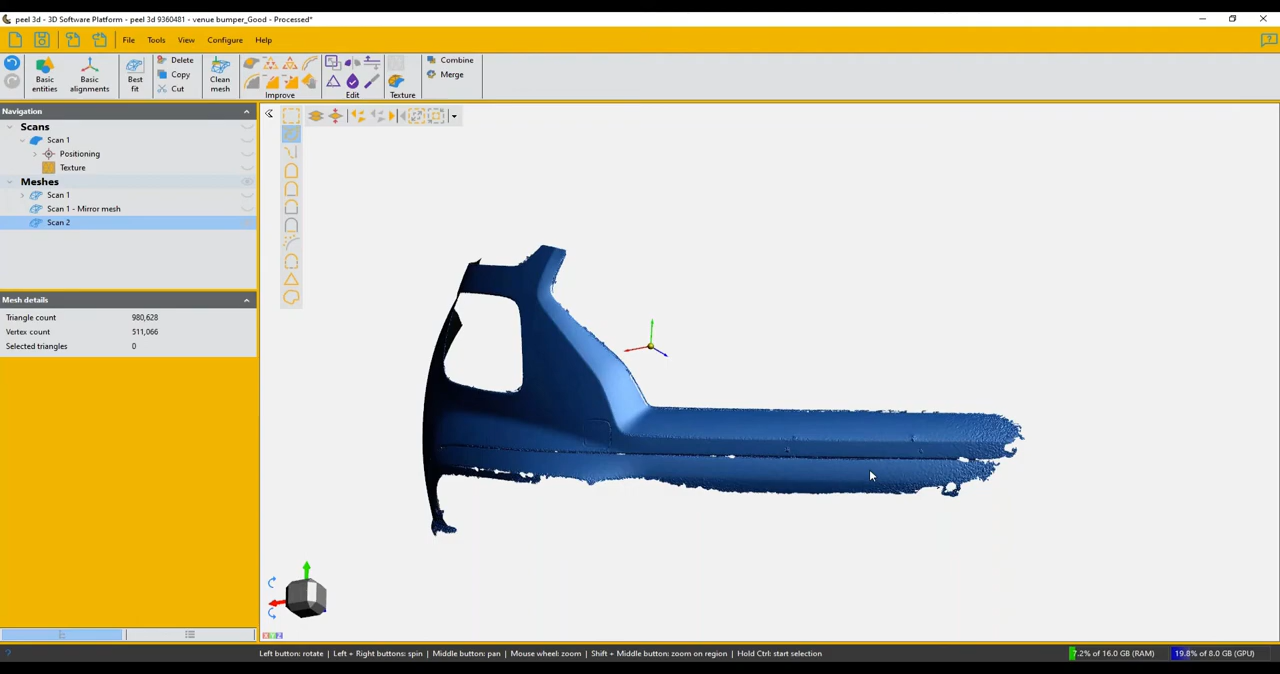 peel 3d - 3D Software Platform - peel 3d 9360481 - venue bumper_Good - Processed*
File Tools View Configure Help
Basic entities
Basic alignments
Best fit
Delete
Copy
Cut
Clean mesh
Improve
Edit
Texture
Combine
Merge
Navigation
Scans
Scan 1
Positioning
Texture
Meshes
Scan 1
Scan 1 - Mirror mesh
Scan 2
Mesh details
Triangle count 980,628
Vertex count 511,066
Selected triangles 0
X Y Z
Left button: rotate | Left + Right buttons: spin | Middle button: pan | Mouse wheel: zoom | Shift + Middle button: zoom on region | Hold Ctrl: start selection
7.2% of 16.0 GB (RAM) 19.8% of 8.0 GB (GPU)